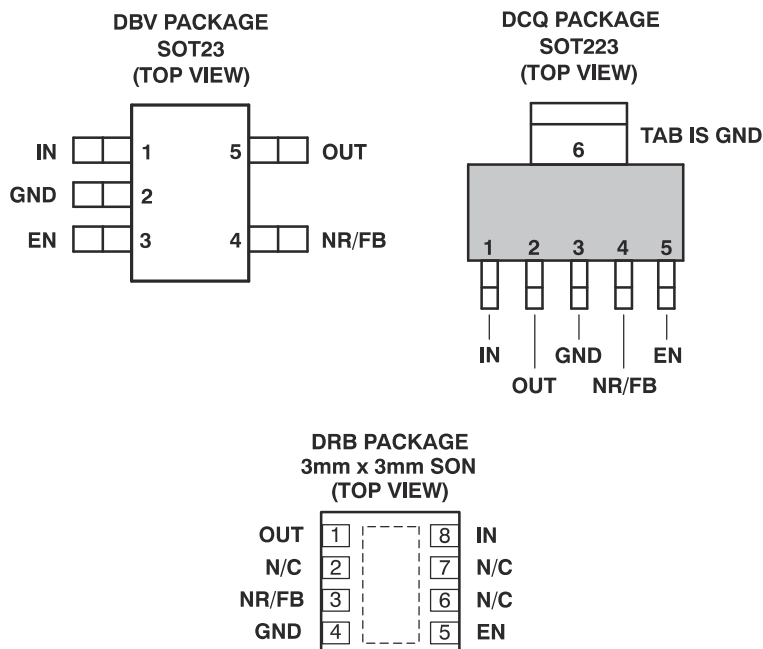 DBV PACKAGE
SOT23
(TOP VIEW)
IN 1 5 OUT
GND 2
EN 3 4 NR/FB
DCQ PACKAGE
SOT223
(TOP VIEW)
TAB IS GND
6
1 2 3 4 5
IN GND EN
OUT NR/FB
DRB PACKAGE
3mm x 3mm SON
(TOP VIEW)
OUT 1 8 IN
N/C 2 7 N/C
NR/FB 3 6 N/C
GND 4 5 EN